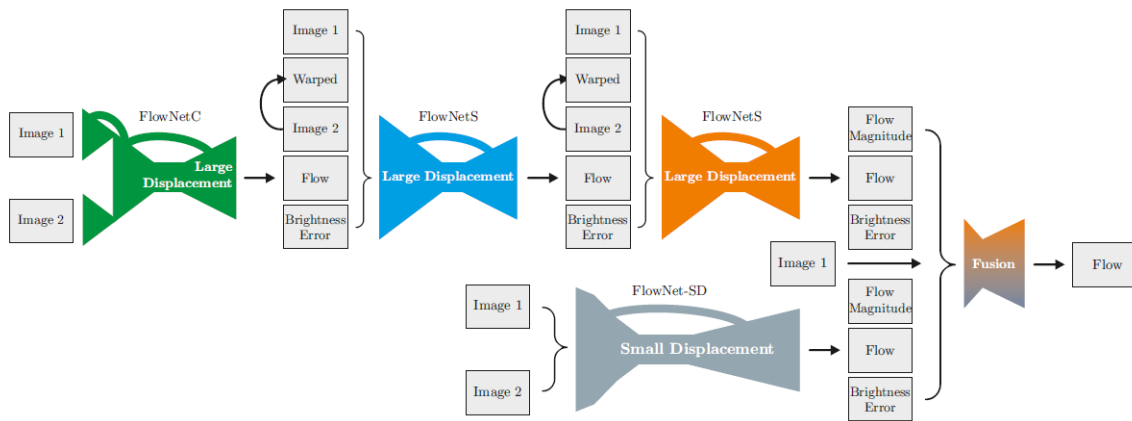 Image 1
Image 2
FlowNetC
Large
Displacement
Image 1
Warped
Image 2
Flow
Brightness
Error
FlowNetS
Large Displacement
Image 1
Warped
Image 2
Flow
Brightness
Error
FlowNetS
Large Displacement
Flow
Magnitude
Flow
Brightness
Error
Image 1
Image 1
Image 2
FlowNet-SD
Small Displacement
Flow
Magnitude
Flow
Brightness
Error
Fusion
Flow